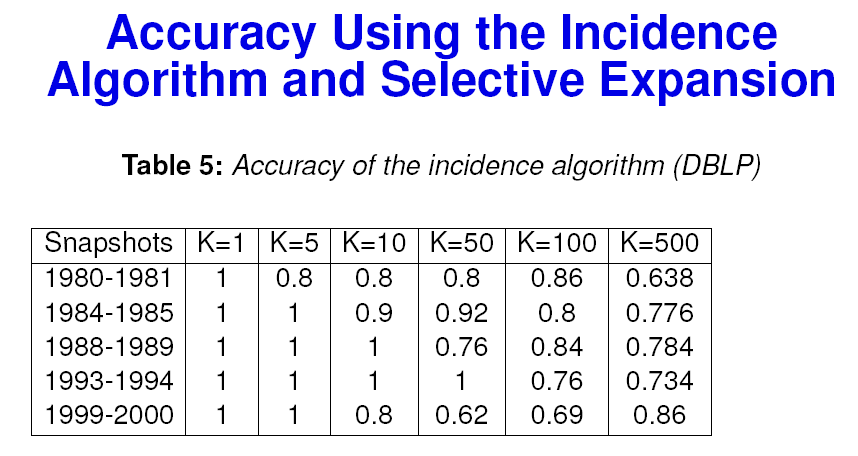 Accuracy Using the Incidence
Algorithm and Selective Expansion
Table 5: Accuracy of the incidence algorithm (DBLP)
Snapshots K=1 K=5 K=10 K=50 K=100 K=500
1980-1981 1 0.8 0.8 0.8 0.86 0.638
1984-1985 1 1 0.9 0.92 0.8 0.776
1988-1989 1 1 1 0.76 0.84 0.784
1993-1994 1 1 1 1 0.76 0.734
1999-2000 1 1 0.8 0.62 0.69 0.86